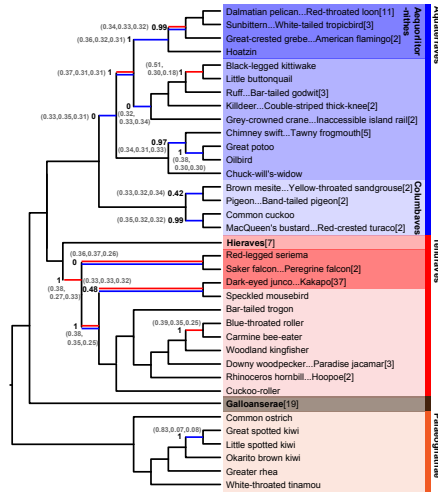 Dalmatian pelican...Red-throated loon[11]
Sunbittern...White-tailed tropicbird[3]
Great-crested grebe...American flamingo[2]
Hoatzin
Black-legged kittiwake
Little buttonquail
Ruff...Bar-tailed godwit[3]
Killdeer...Couble-striped thick-knee[2]
Grey-crowned crane...Inaccessible island rail[2]
Chimney swift...Tawny frogmouth[5]
Great potoo
Oilbird
Chuck-will's-widow
Brown mesite...Yellow-throated sandgrouse[2]
Pigeon...Band-tailed pigeon[2]
Common cuckoo
MacQueen's bustard...Red-crested turaco[2]
Hieraves[7]
Red-legged seriema
Saker falcon...Peregrine falcon[2]
Dark-eyed junco...Kakapo[37]
Speckled mousebird
Bar-tailed trogon
Blue-throated roller
Carmine bee-eater
Woodland kingfisher
Downy woodpecker...Paradise jacamar[3]
Rhinoceros hornbill...Hoopoe[2]
Cuckoo-roller
Galloanserae[19]
Common ostrich
Great spotted kiwi
Little spotted kiwi
Okarito brown kiwi
Greater rhea
White-throated tinamou
Aequornitor
-nithes
Columbaves
(0.34,0.33,0.32) 0.99
(0.36,0.32,0.31) 1
(0.37,0.31,0.31) 1
(0.51,
0.30,0.18) 1
(0.33,0.35,0.31) 0
0
(0.32,
0.33,0.34)
0.97
(0.34,0.31,0.33)
1
(0.38,
0.30,0.30)
(0.33,0.32,0.34) 0.42
(0.35,0.32,0.32)
0.99
(0.36,0.37,0.26)
0
(0.33,0.33,0.32)
0.48
1
(0.38,
0.27,0.33)
1
(0.38,
0.35,0.25)
(0.39,0.35,0.25)
1
(0.83,0.07,0.08)
1